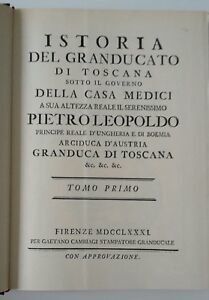 ISTORIA
DEL GRANDUCATO
DI TOSCANA
SOTTO IL GOVERNO
DELLA CASA MEDICI
A SUA ALTEZZA REALE IL SERENISSIMO
PIETRO LEOPOLDO
PRINCIPE REALE D'UNGHERIA E DI BOEMIA
ARCIDUCA D'AUSTRIA
GRANDUCA DI TOSCANA
&c. &c. &c.
TOMO PRIMO
FIRENZE MDCCLXXXI.
PER GAETANO CAMBIAGI STAMPATORE GRANDUCALE
CON APPROVAZIONE.